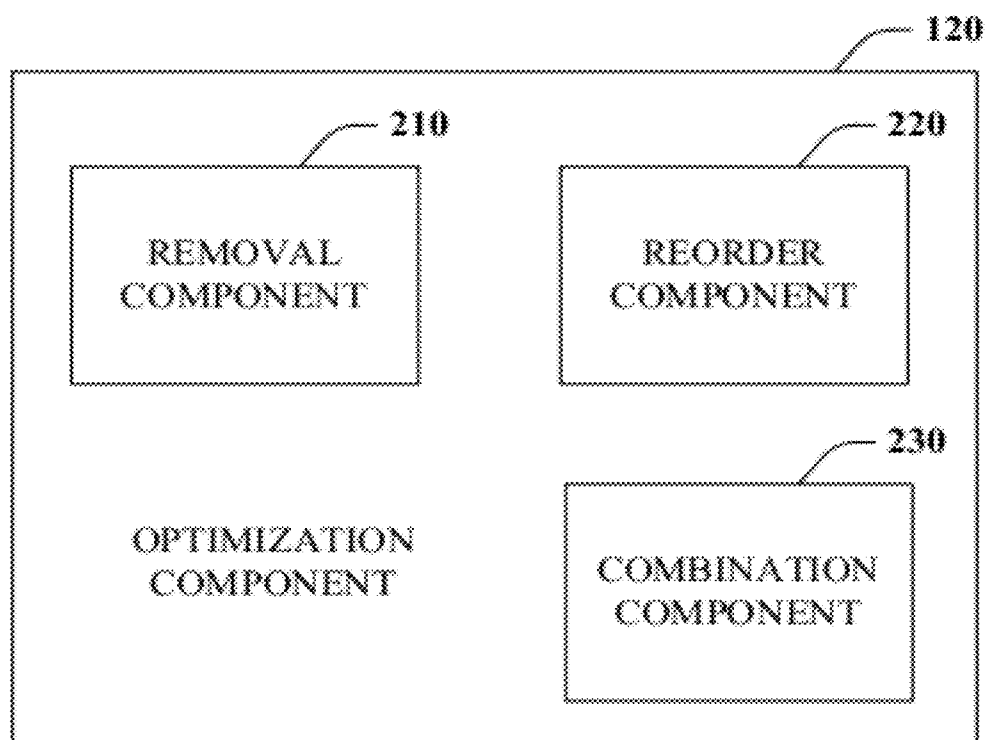 120
210
220
REMOVAL
COMPONENT
REORDER
COMPONENT
230
OPTIMIZATION
COMPONENT
COMBINATION
COMPONENT